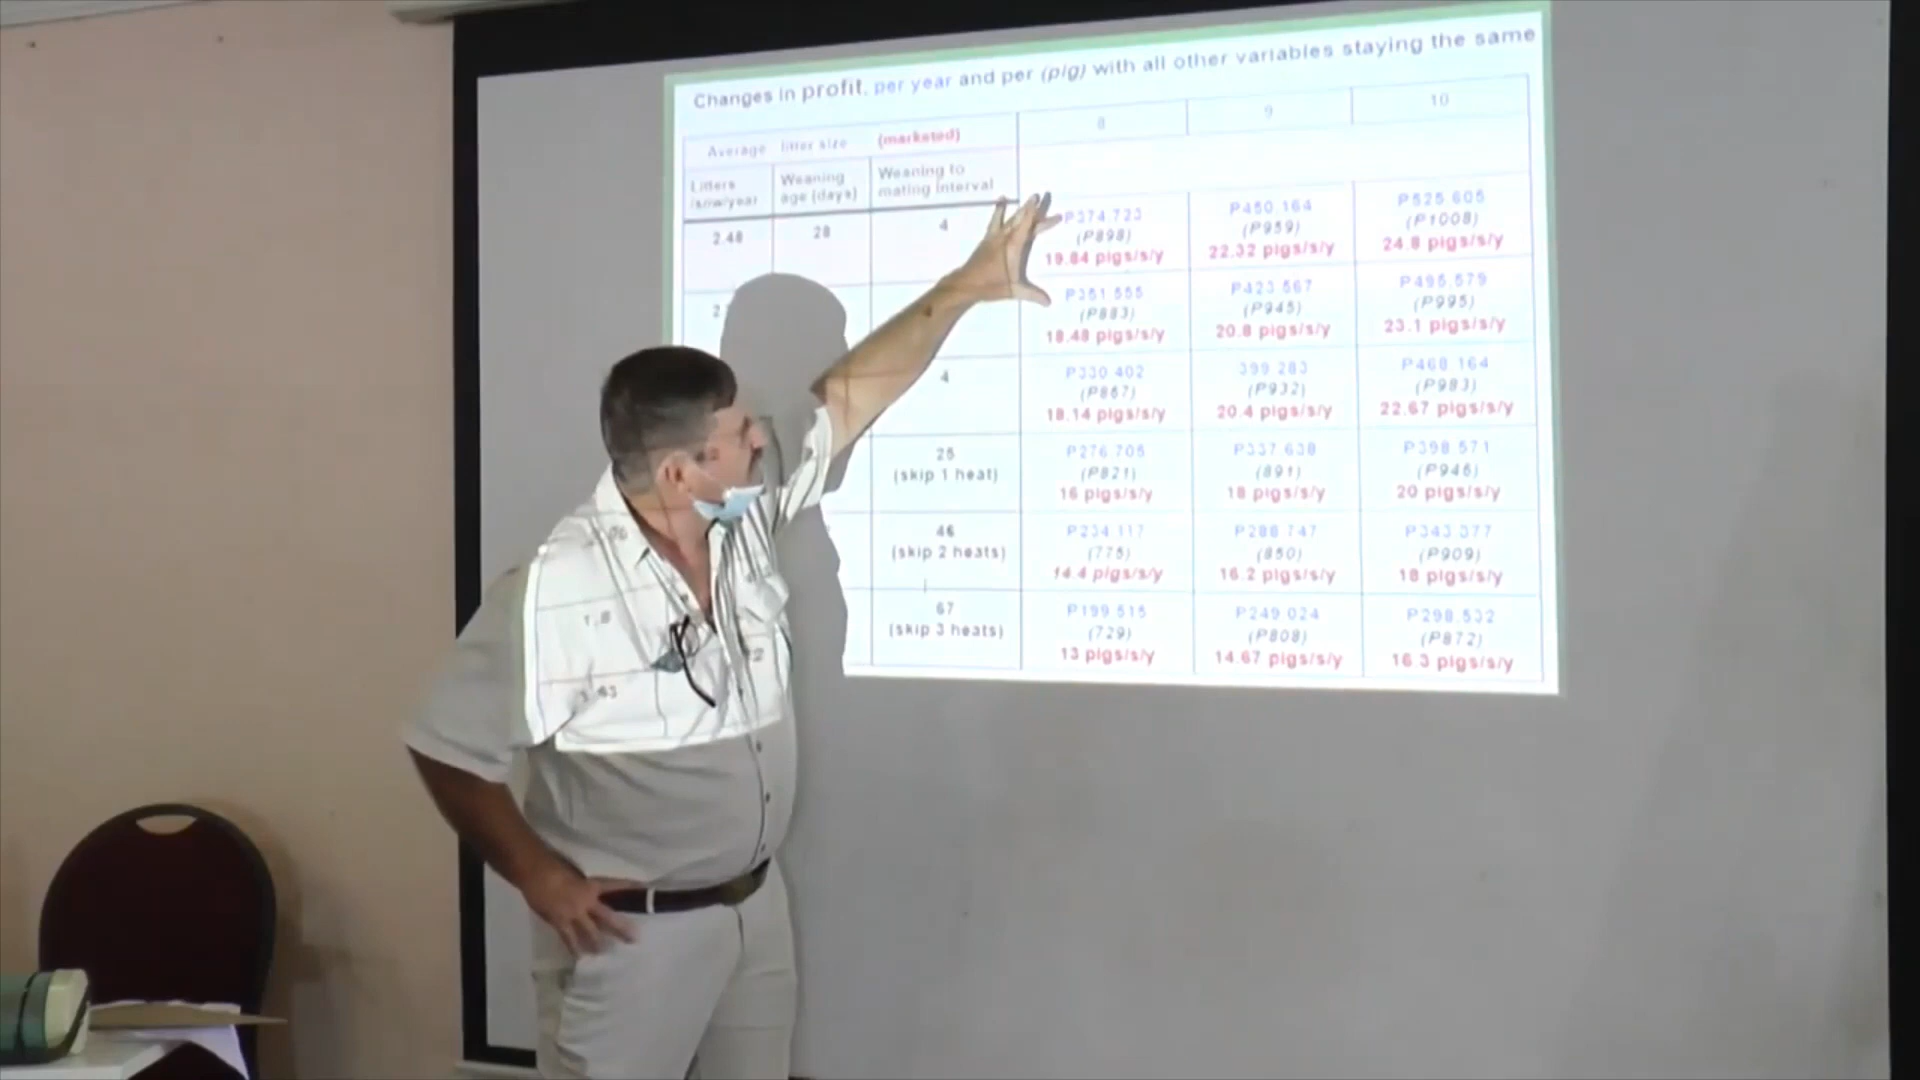 Changes in profit, per year and per (pig) with all other variables staying the same
Average litter size (marketed) 8 9 10
Litters /sow/year Weaning age (days) Weaning to mating interval
2.48 28 4 P374.723 P450.164 P525.605
(P898) (P959) (P1008)
19.84 pigs/s/y 22.32 pigs/s/y 24.8 pigs/s/y
2. P351.555 P423.567 P495.579
(P883) (P945) (P995)
18.48 pigs/s/y 20.8 pigs/s/y 23.1 pigs/s/y
4 P330.402 399.283 P468.164
(P867) (P932) (P983)
18.14 pigs/s/y 20.4 pigs/s/y 22.67 pigs/s/y
25 P276.705 P337.638 P398.571
(skip 1 heat) (P821) (891) (P946)
16 pigs/s/y 18 pigs/s/y 20 pigs/s/y
46 P234.117 P288.747 P343.377
(skip 2 heats) (775) (850) (P909)
14.4 pigs/s/y 16.2 pigs/s/y 18 pigs/s/y
1.8 67 P199.515 P249.024 P298.532
(skip 3 heats) (729) (P808) (P872)
13 pigs/s/y 14.67 pigs/s/y 16.3 pigs/s/y